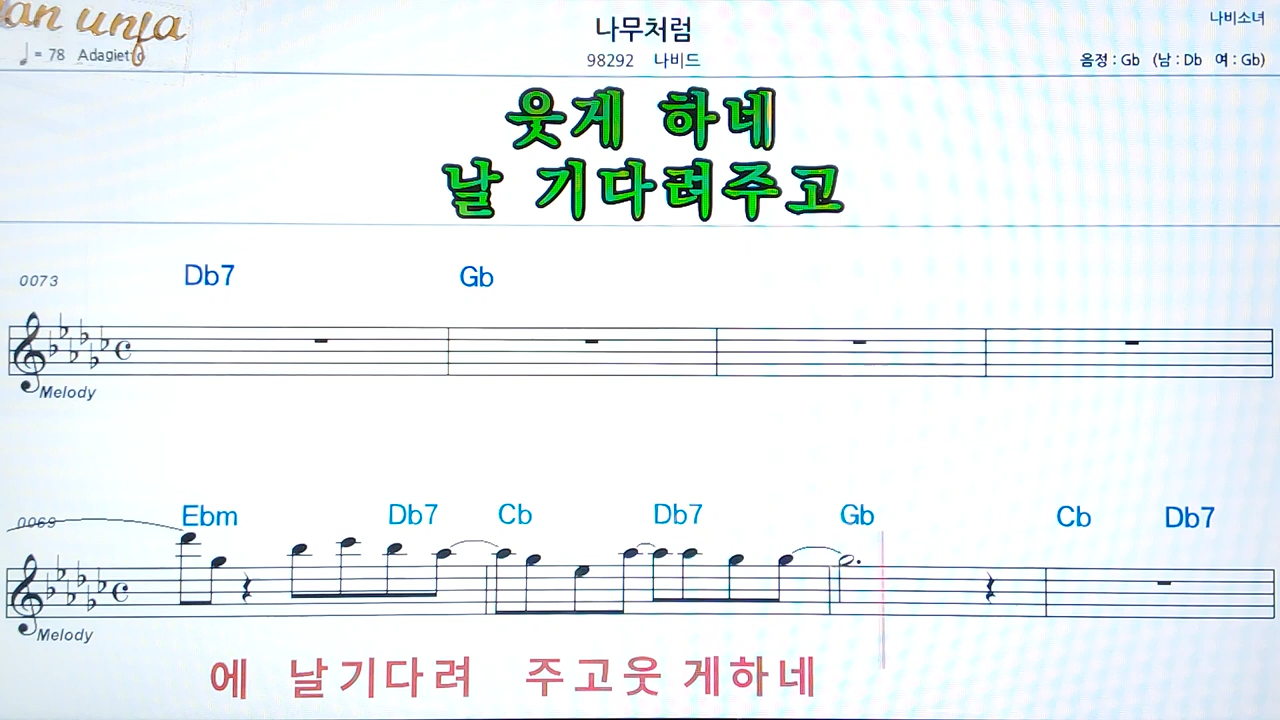 an unja
♩ = 78 Adagietto
나무처럼
98292 나비드
나비소녀
음정 : Gb (남 : Db 여 : Gb)
웃게 하네
날 기다려주고
0073
Db7 Gb
Melody
0069
Ebm Db7 Cb Db7 Gb Cb Db7
Melody
에 날기다려 주고웃 게하네